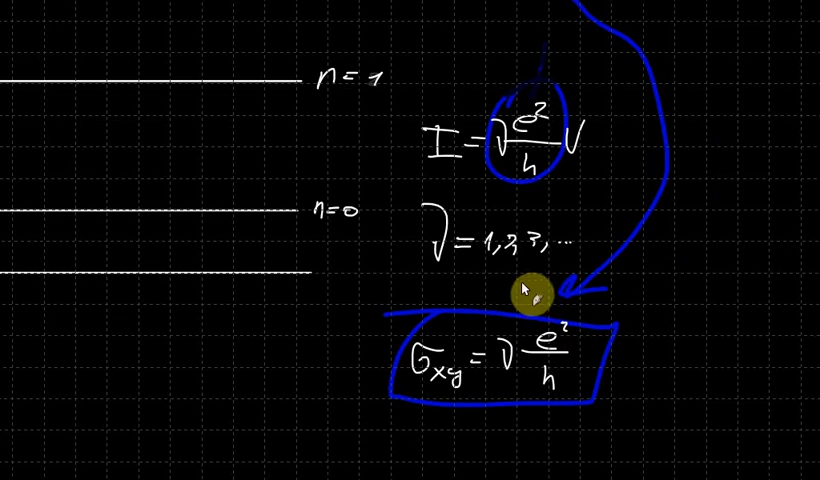 n = 1
I = ν e²/h V
n=0
ν = 1,2,3,...
σxy = ν e²/h